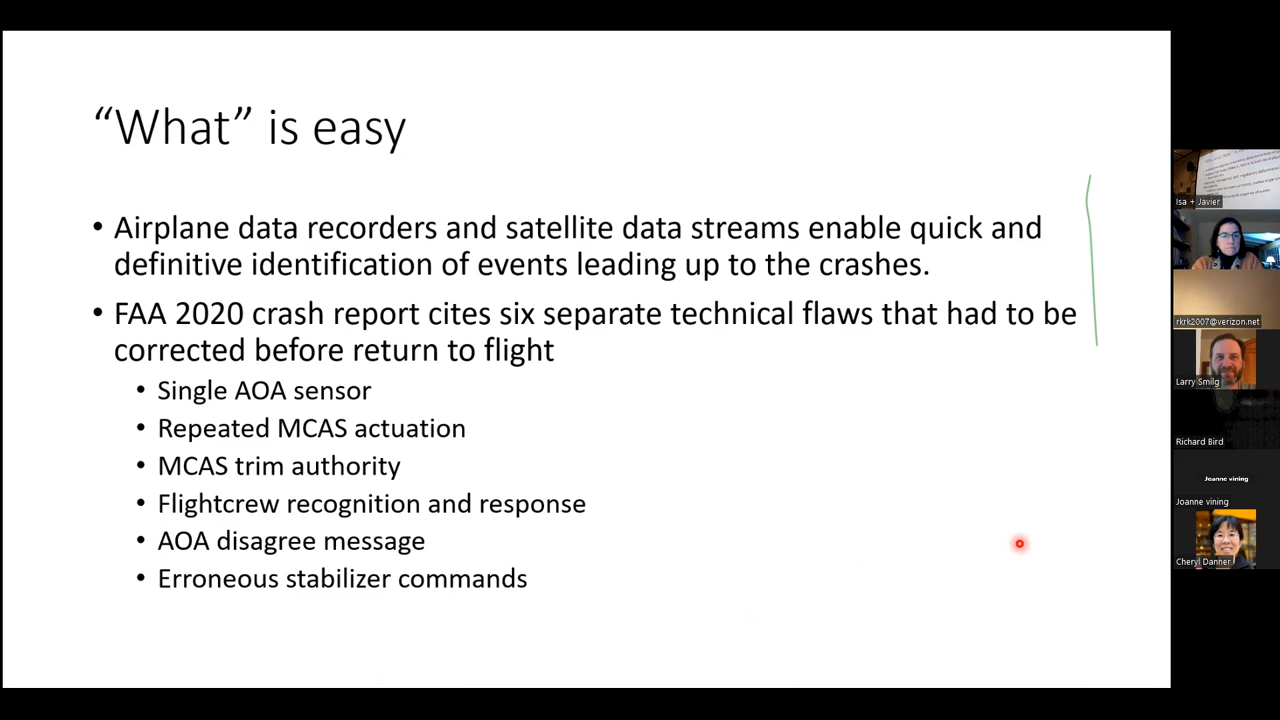 “What” is easy
• Airplane data recorders and satellite data streams enable quick and
definitive identification of events leading up to the crashes.
• FAA 2020 crash report cites six separate technical flaws that had to be
corrected before return to flight
• Single AOA sensor
• Repeated MCAS actuation
• MCAS trim authority
• Flightcrew recognition and response
• AOA disagree message
• Erroneous stabilizer commands
Isa + Javier
rkrk2007@verizon.net
Larry Smilg
Richard Bird
Joanne vining
Joanne vining
Cheryl Danner